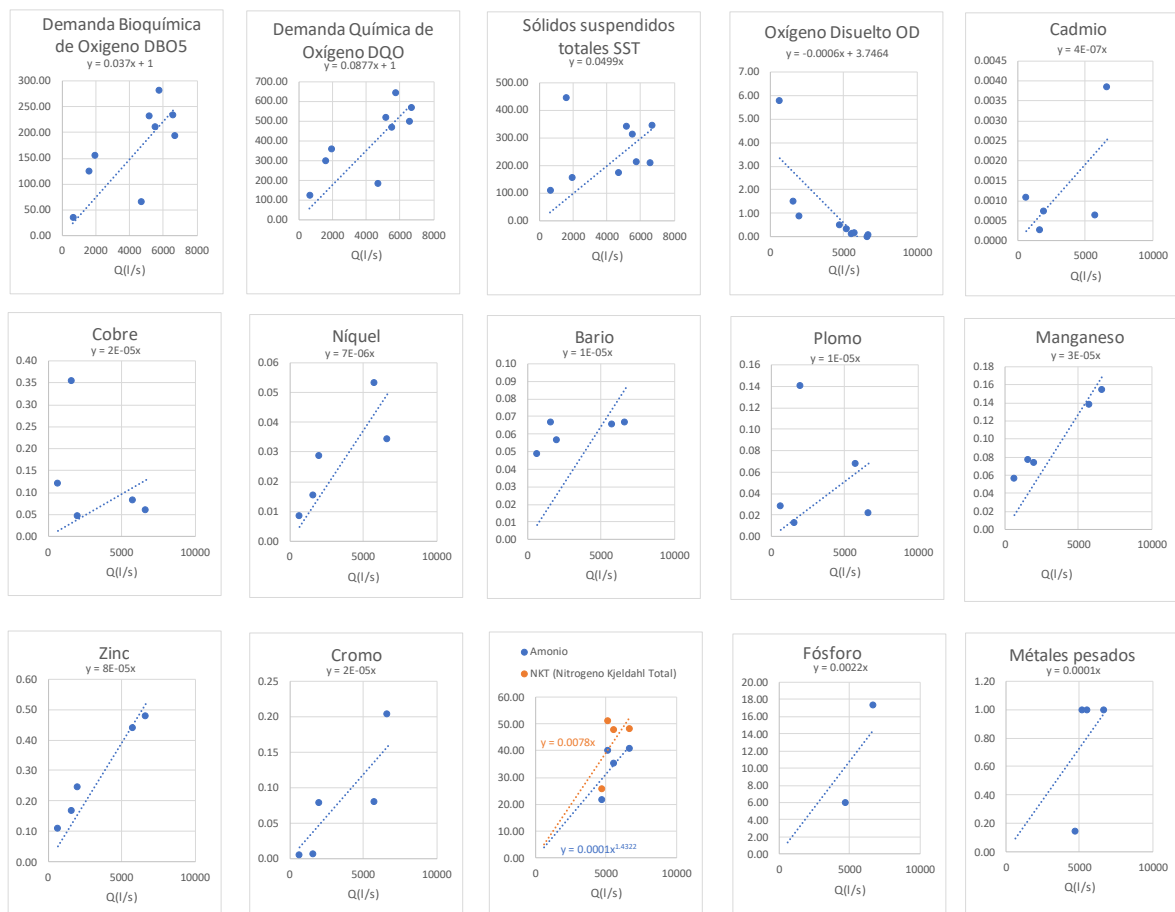 Demanda Bioquímica
de Oxigeno DBO5
y = 0.037x + 1
300.00
250.00
200.00
150.00
100.00
50.00
0.00
0 2000 4000 6000 8000
Q(l/s)
Demanda Química de
Oxígeno DQO
y = 0.0877x + 1
700.00
600.00
500.00
400.00
300.00
200.00
100.00
0.00
0 2000 4000 6000 8000
Q(l/s)
Sólidos suspendidos
totales SST
y = 0.0499x
500.00
400.00
300.00
200.00
100.00
0.00
0 2000 4000 6000 8000
Q(l/s)
Oxígeno Disuelto OD
y = -0.0006x + 3.7464
7.00
6.00
5.00
4.00
3.00
2.00
1.00
0.00
0 5000 10000
Q(l/s)
Cadmio
y = 4E-07x
0.0045
0.0040
0.0035
0.0030
0.0025
0.0020
0.0015
0.0010
0.0005
0.0000
0 5000 10000
Q(l/s)
Cobre
y = 2E-05x
0.40
0.35
0.30
0.25
0.20
0.15
0.10
0.05
0.00
0 5000 10000
Q(l/s)
Níquel
y = 7E-06x
0.06
0.05
0.04
0.03
0.02
0.01
0.00
0 5000 10000
Q(l/s)
Bario
y = 1E-05x
0.10
0.09
0.08
0.07
0.06
0.05
0.04
0.03
0.02
0.01
0.01
0 5000 10000
Q(l/s)
Plomo
y = 1E-05x
0.16
0.14
0.12
0.10
0.08
0.06
0.04
0.02
0.00
0 5000 10000
Q(l/s)
Manganeso
y = 3E-05x
0.18
0.16
0.14
0.12
0.10
0.08
0.06
0.04
0.02
0.00
0 5000 10000
Q(l/s)
Zinc
y = 8E-05x
0.60
0.50
0.40
0.30
0.20
0.10
0.00
0 5000 10000
Q(l/s)
Cromo
y = 2E-05x
0.25
0.20
0.15
0.10
0.05
0.00
0 5000 10000
Q(l/s)
Amonio
NKT (Nitrogeno Kjeldahl Total)
60.00
50.00
40.00
30.00
20.00
10.00
0.00
y = 0.0078x
y = 0.0001x^1.4322
0 5000 10000
Q(l/s)
Fósforo
y = 0.0022x
20.00
18.00
16.00
14.00
12.00
10.00
8.00
6.00
4.00
2.00
0.00
0 5000 10000
Q(l/s)
Métales pesados
y = 0.0001x
1.20
1.00
0.80
0.60
0.40
0.20
0.00
0 5000 10000
Q(l/s)